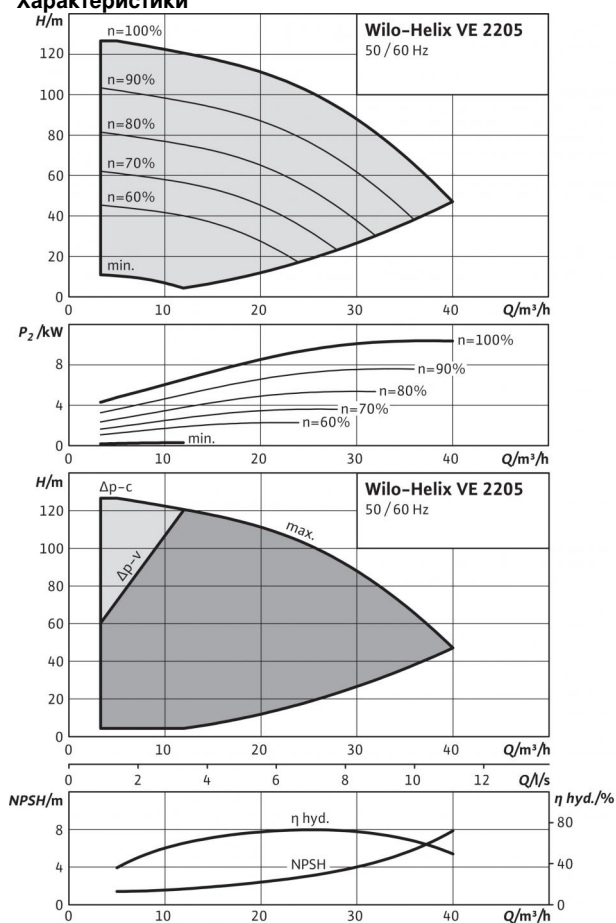 Характеристики
H/m
n=100%
Wilo-Helix VE 2205
50 / 60 Hz
120
n=90%
100
n=80%
80
n=70%
60
n=60%
40
20
min.
0
0 10 20 30 40 Q/m³/h
P₂ /kW
n=100%
8
n=90%
n=80%
4
n=70%
n=60%
min.
0
0 10 20 30 40 Q/m³/h
H/m
Δp-c
Wilo-Helix VE 2205
50 / 60 Hz
120
max.
100
Δp-v
80
60
40
20
0
0 10 20 30 40 Q/m³/h
0 2 4 6 8 10 12 Q/l/s
NPSH/m
η hyd./%
η hyd.
8
80
NPSH
4
40
0
0
0 10 20 30 40 Q/m³/h